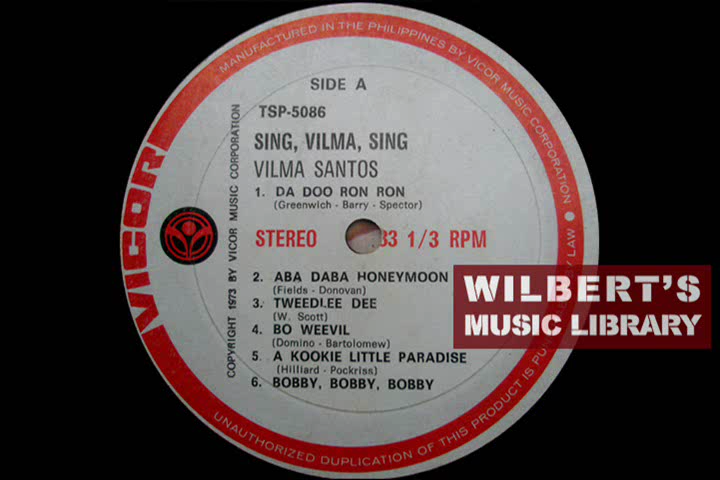 MANUFACTURED IN THE PHILIPPINES BY VICOR MUSIC CORPORATION
SIDE A
TSP-5086
SING, VILMA, SING
VILMA SANTOS
1. DA DOO RON RON
(Greenwich - Barry - Spector)
STEREO 33 1/3 RPM
2. ABA DABA HONEYMOON
(Fields - Donovan)
3. TWEEDLEE DEE
(W. Scott)
4. BO WEEVIL
(Domino - Bartolomew)
5. A KOOKIE LITTLE PARADISE
(Hilliard - Pockriss)
6. BOBBY, BOBBY, BOBBY
VICOR
COPYRIGHT 1973 BY VICOR MUSIC CORPORATION
UNAUTHORIZED DUPLICATION OF THIS PRODUCT IS PUN BY LAW
WILBERT'S
MUSIC LIBRARY